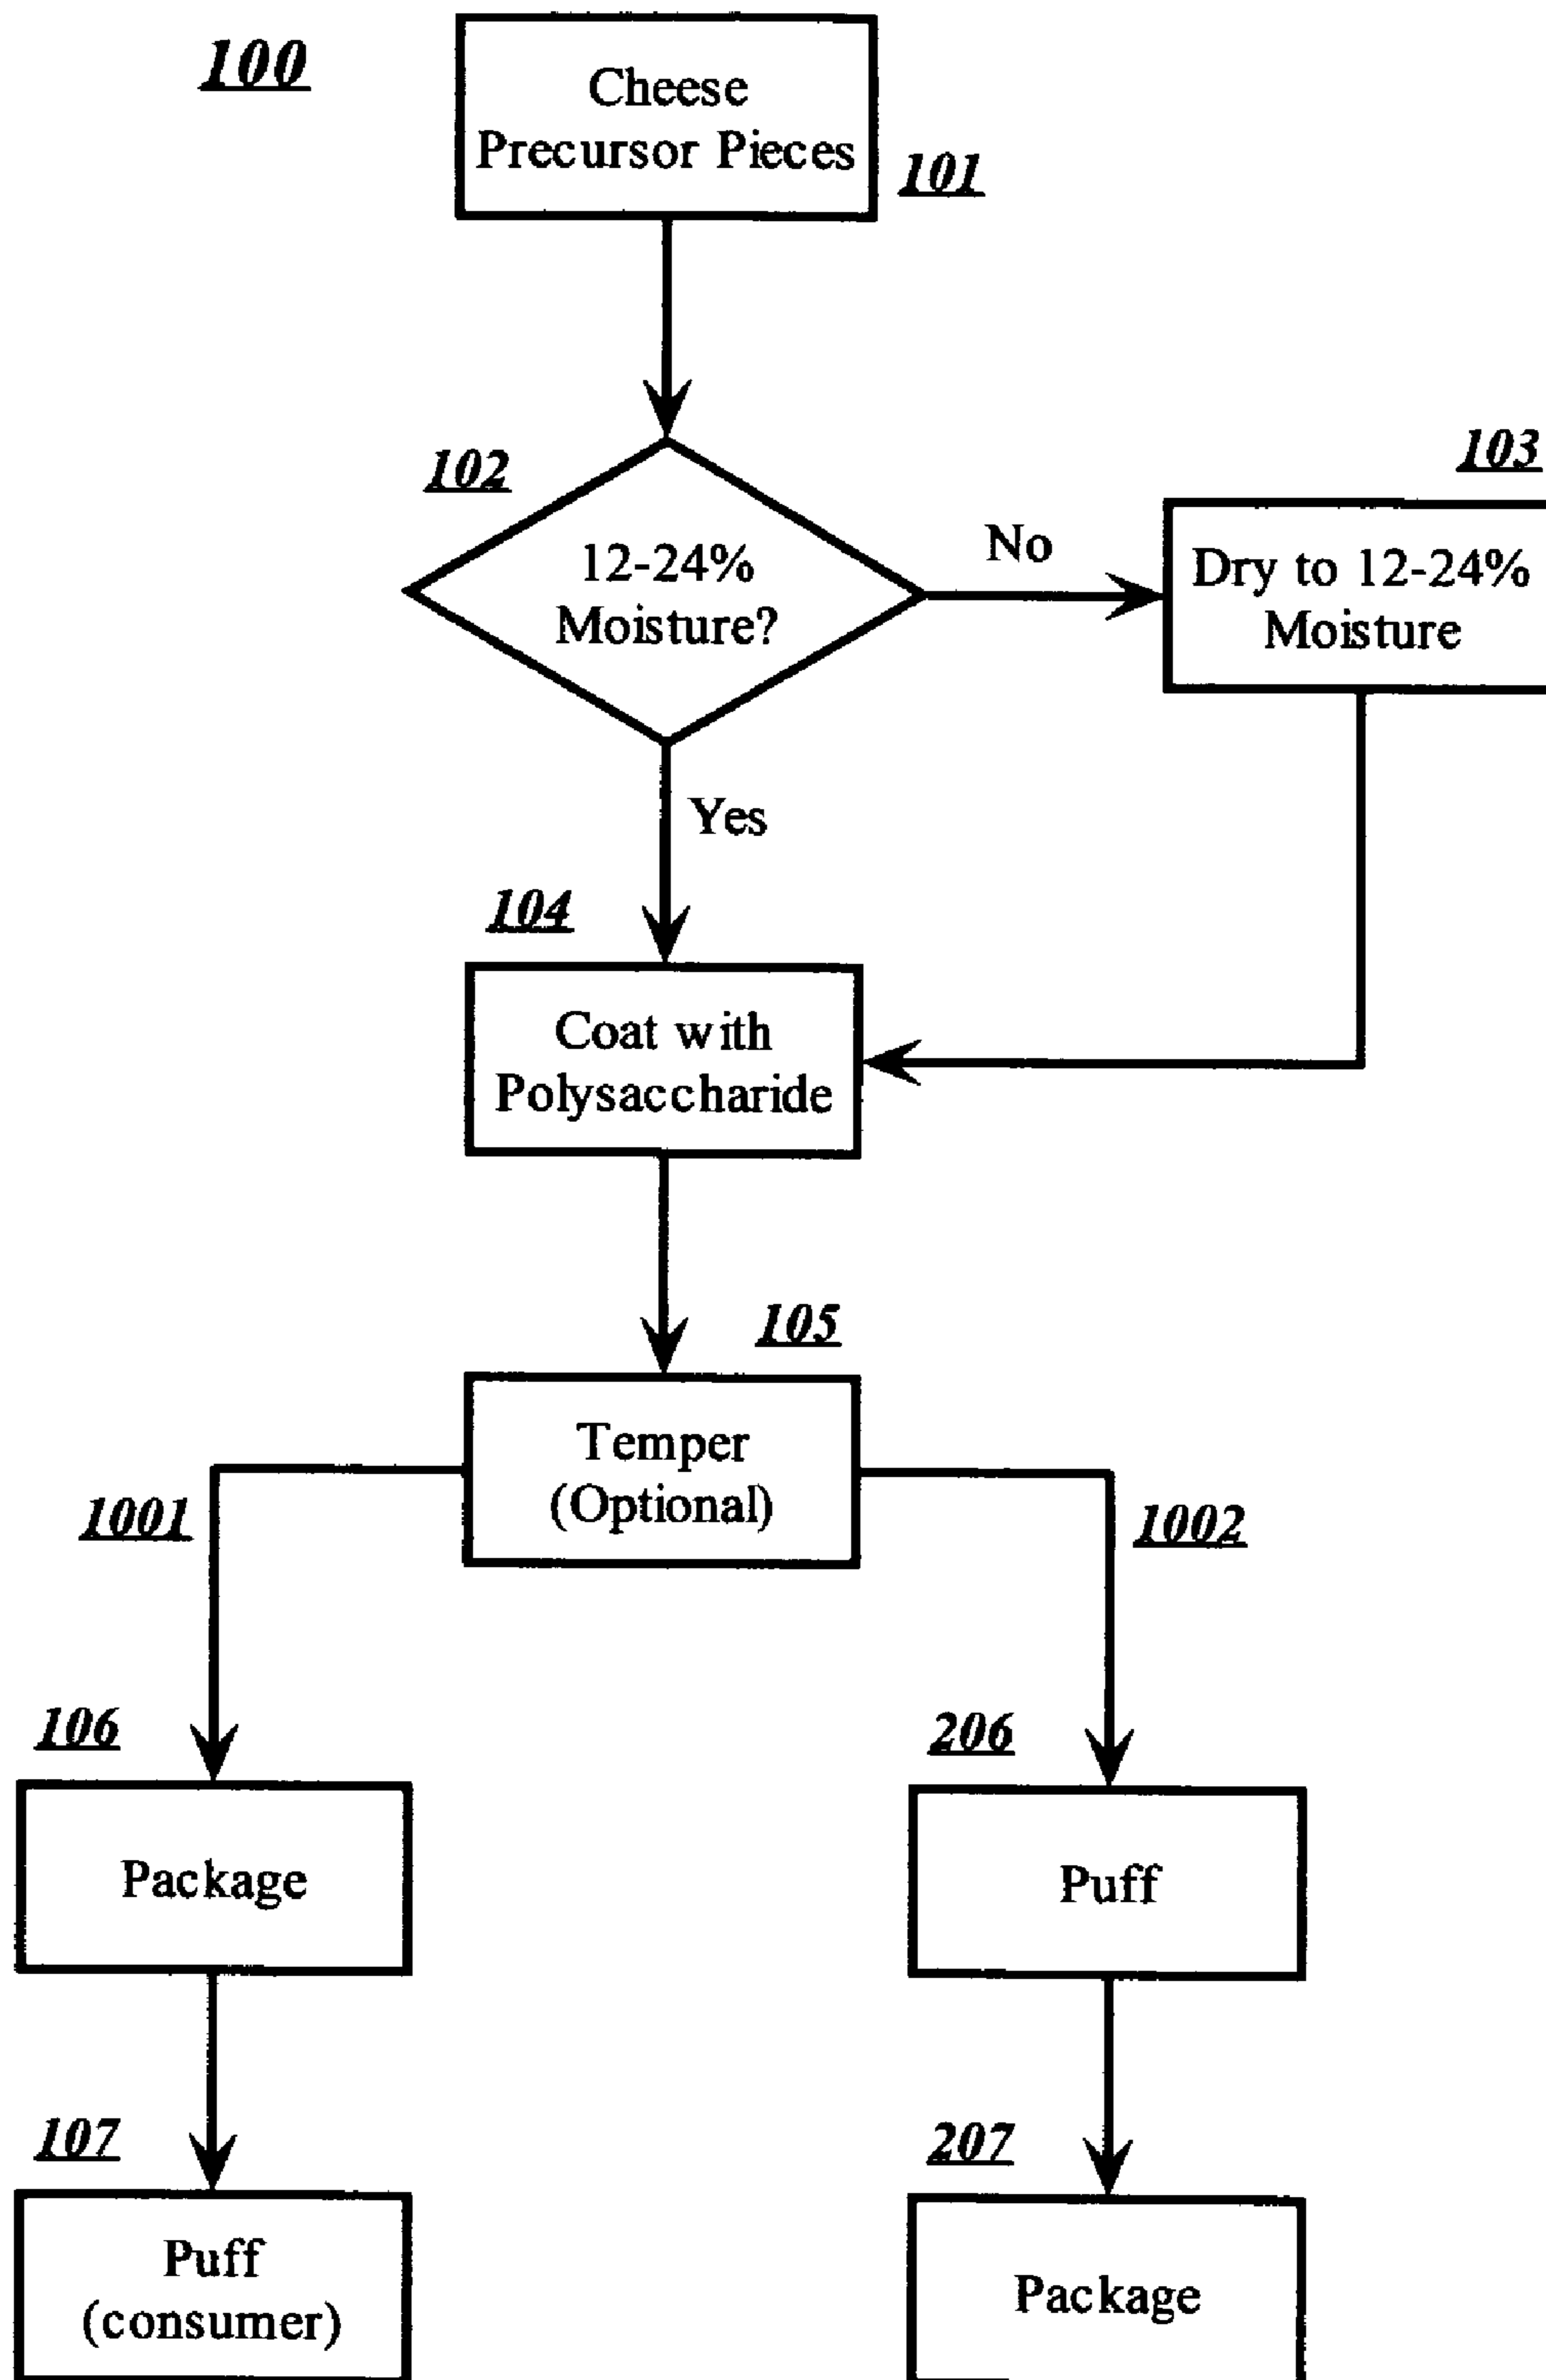 100
Cheese
Precursor Pieces
101
102
12-24%
Moisture?
No
103
Dry to 12-24%
Moisture
Yes
104
Coat with
Polysaccharide
105
Temper
(Optional)
1001
1002
106
Package
206
Puff
107
Puff
(consumer)
207
Package